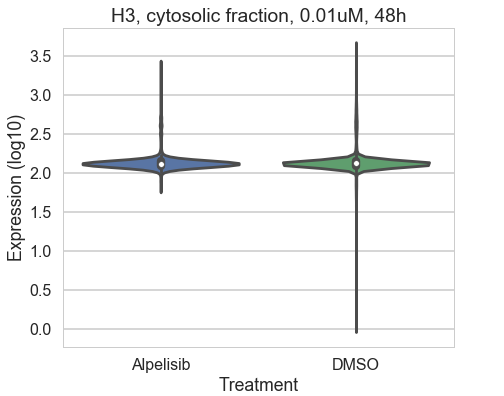 H3, cytosolic fraction, 0.01uM, 48h
Expression (log10)
3.5
3.0
2.5
2.0
1.5
1.0
0.5
0.0
Alpelisib DMSO
Treatment